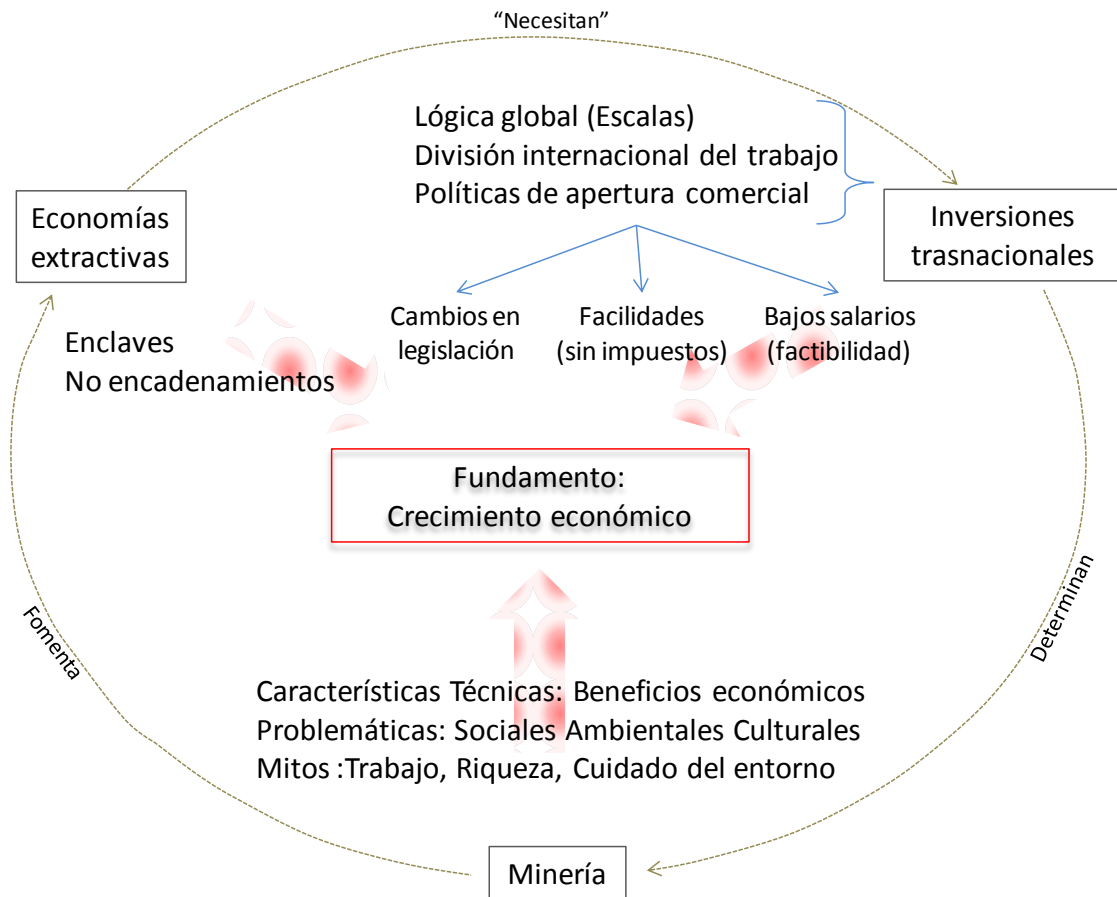 “Necesitan”
Lógica global (Escalas)
División internacional del trabajo
Políticas de apertura comercial
Economías
extractivas
Inversiones
trasnacionales
Cambios en
legislación
Facilidades
(sin impuestos)
Bajos salarios
(factibilidad)
Enclaves
No encadenamientos
Fundamento:
Crecimiento económico
Fomenta
Determinan
Características Técnicas: Beneficios económicos
Problemáticas: Sociales Ambientales Culturales
Mitos :Trabajo, Riqueza, Cuidado del entorno
Minería